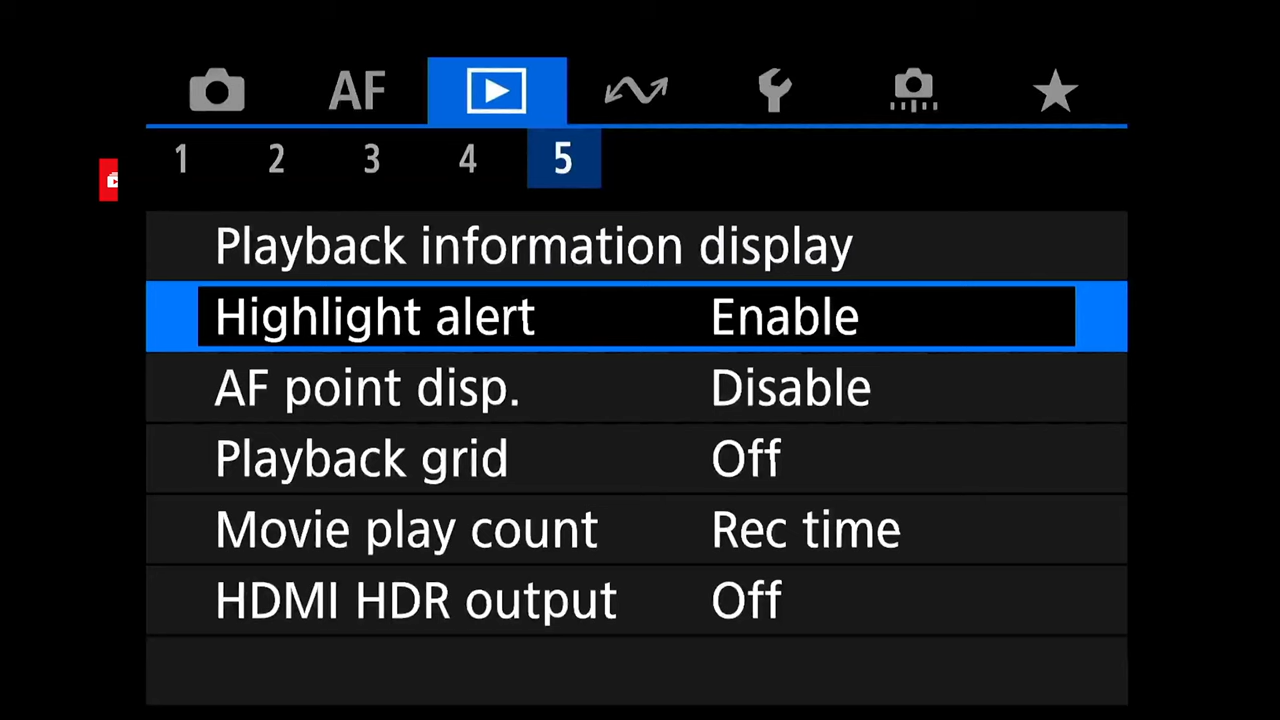 AF
1 2 3 4 5
Playback information display
Highlight alert Enable
AF point disp. Disable
Playback grid Off
Movie play count Rec time
HDMI HDR output Off